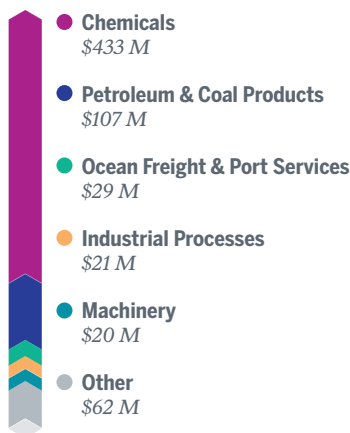 Chemicals
$433 M
Petroleum & Coal Products
$107 M
Ocean Freight & Port Services
$29 M
Industrial Processes
$21 M
Machinery
$20 M
Other
$62 M